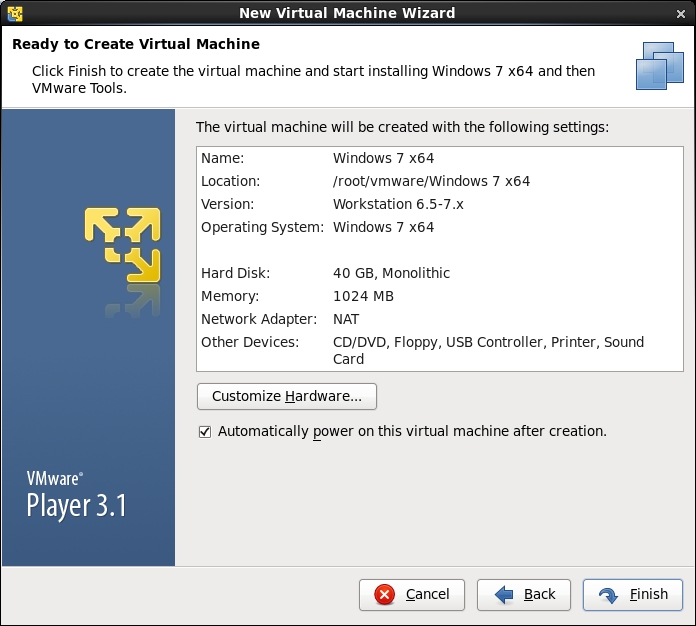 New Virtual Machine Wizard
Ready to Create Virtual Machine
Click Finish to create the virtual machine and start installing Windows 7 x64 and then
VMware Tools.
The virtual machine will be created with the following settings:
Name: Windows 7 x64
Location: /root/vmware/Windows 7 x64
Version: Workstation 6.5-7.x
Operating System: Windows 7 x64
Hard Disk: 40 GB, Monolithic
Memory: 1024 MB
Network Adapter: NAT
Other Devices: CD/DVD, Floppy, USB Controller, Printer, Sound
Card
Customize Hardware...
Automatically power on this virtual machine after creation.
VMware®
Player 3.1
Cancel Back Finish